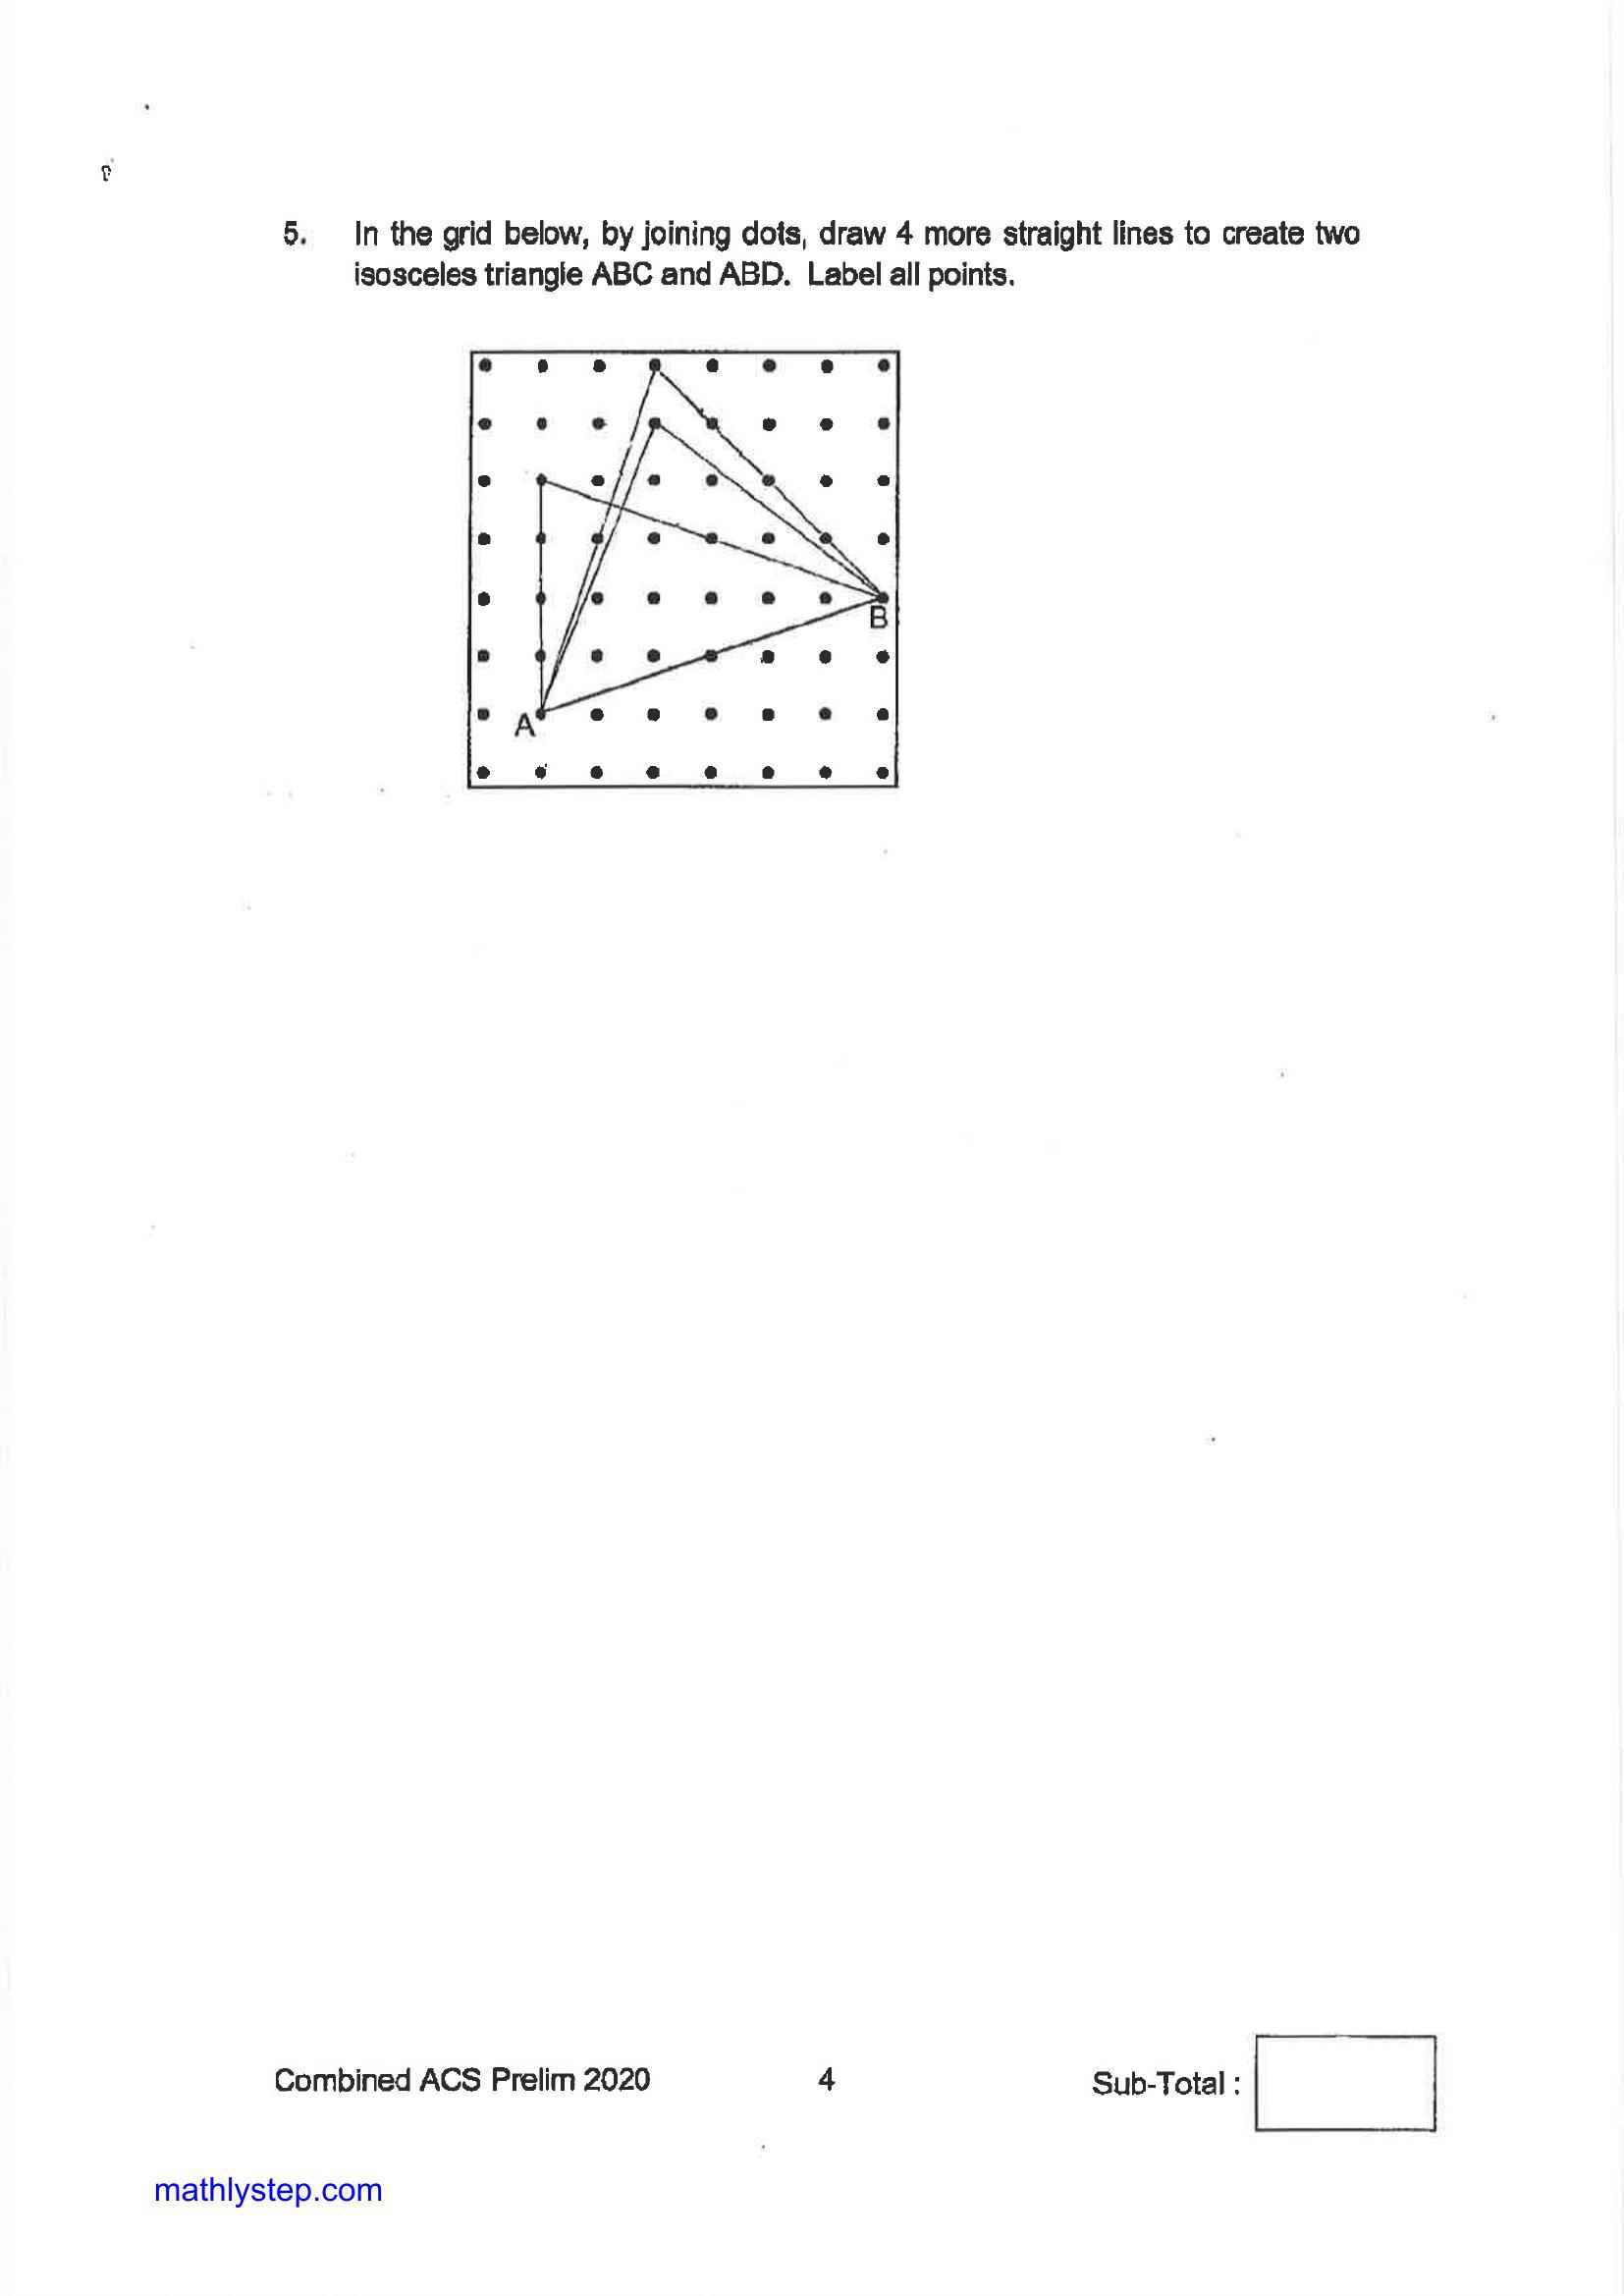 5. In the grid below, by joining dots, draw 4 more straight lines to create two
isosceles triangle ABC and ABD. Label all points.
B
A
Combined ACS Prelim 2020 4 Sub-Total :
mathlystep.com